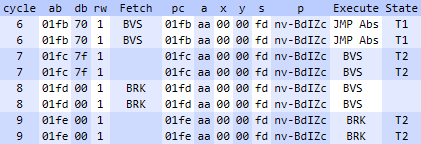 cycle ab db rw Fetch pc a x y s p Execute State
6 01fb 70 1 BVS 01fb aa 00 00 fd nv-BdIZc JMP Abs T1
6 01fb 70 1 BVS 01fb aa 00 00 fd nv-BdIZc JMP Abs T1
7 01fc 7f 1 01fc aa 00 00 fd nv-BdIZc BVS T2
7 01fc 7f 1 01fc aa 00 00 fd nv-BdIZc BVS T2
8 01fd 00 1 BRK 01fd aa 00 00 fd nv-BdIZc BVS
8 01fd 00 1 BRK 01fd aa 00 00 fd nv-BdIZc BVS
9 01fe 00 1 01fe aa 00 00 fd nv-BdIZc BRK T2
9 01fe 00 1 01fe aa 00 00 fd nv-BdIZc BRK T2